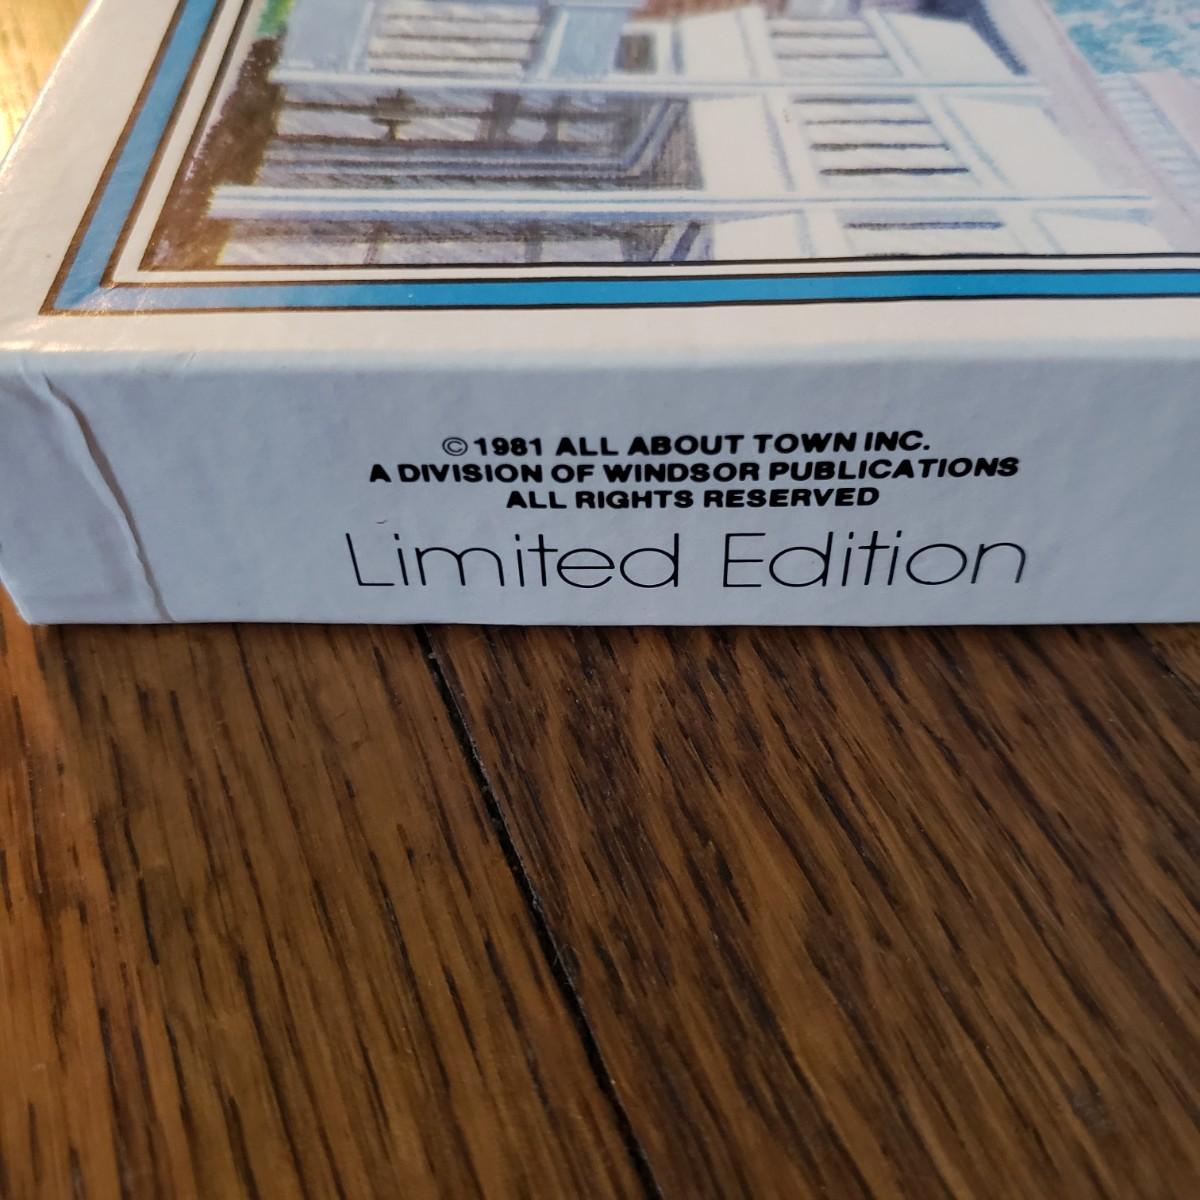 © 1981 ALL ABOUT TOWN INC.
A DIVISION OF WINDSOR PUBLICATIONS
ALL RIGHTS RESERVED
Limited Edition